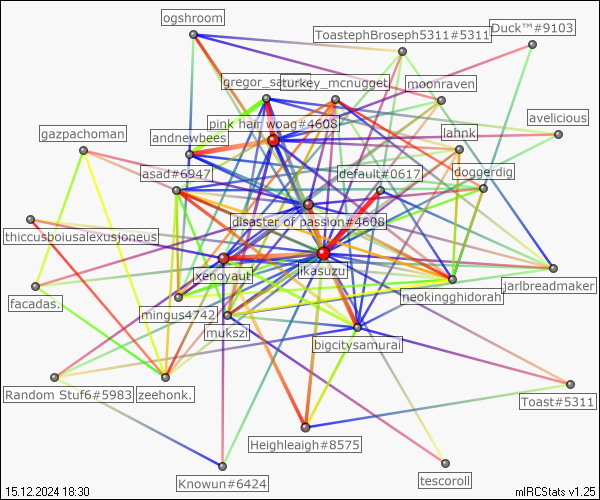 ogshroom
Duck™#9103
ToastephBroseph5311#5311
gregor_sa
turkey_mcnugget
moonraven
avelicious
pink hair woag#4608
gazpachoman
andnewbees
lahnk
asad#6947
default#0617
doggerdig
disaster of passion#4608
thiccusboiusalexusjoneus
jxenoyaut
ikasuzu
jarlbreadmaker
facadas.
mingus4742
neokingghidorah
mukszi
bigcitysamurai
Random Stuf6#5983
zeehonk.
Toast#5311
Heighleaigh#8575
Knowun#6424
tescoroll
15.12.2024 18:30
mIRCStats v1.25